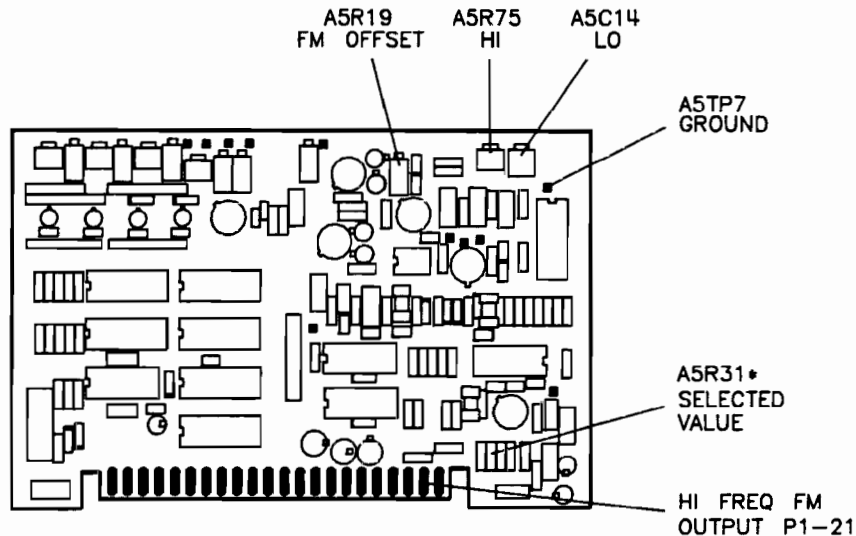 A5R19
FM OFFSET
A5R75
HI
A5C14
LO
A5TP7
GROUND
A5R31*
SELECTED
VALUE
HI FREQ FM
OUTPUT P1-21